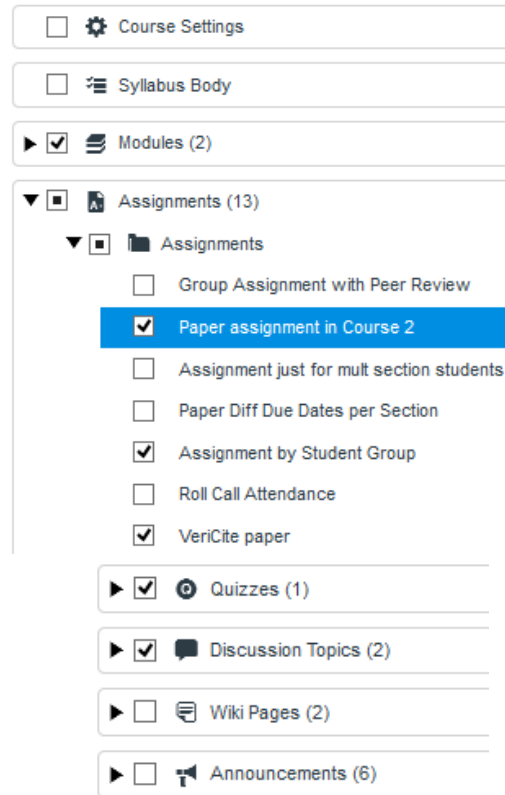 Course Settings
Syllabus Body
Modules (2)
Assignments (13)
Assignments
Group Assignment with Peer Review
Paper assignment in Course 2
Assignment just for mult section students
Paper Diff Due Dates per Section
Assignment by Student Group
Roll Call Attendance
VeriCite paper
Quizzes (1)
Discussion Topics (2)
Wiki Pages (2)
Announcements (6)